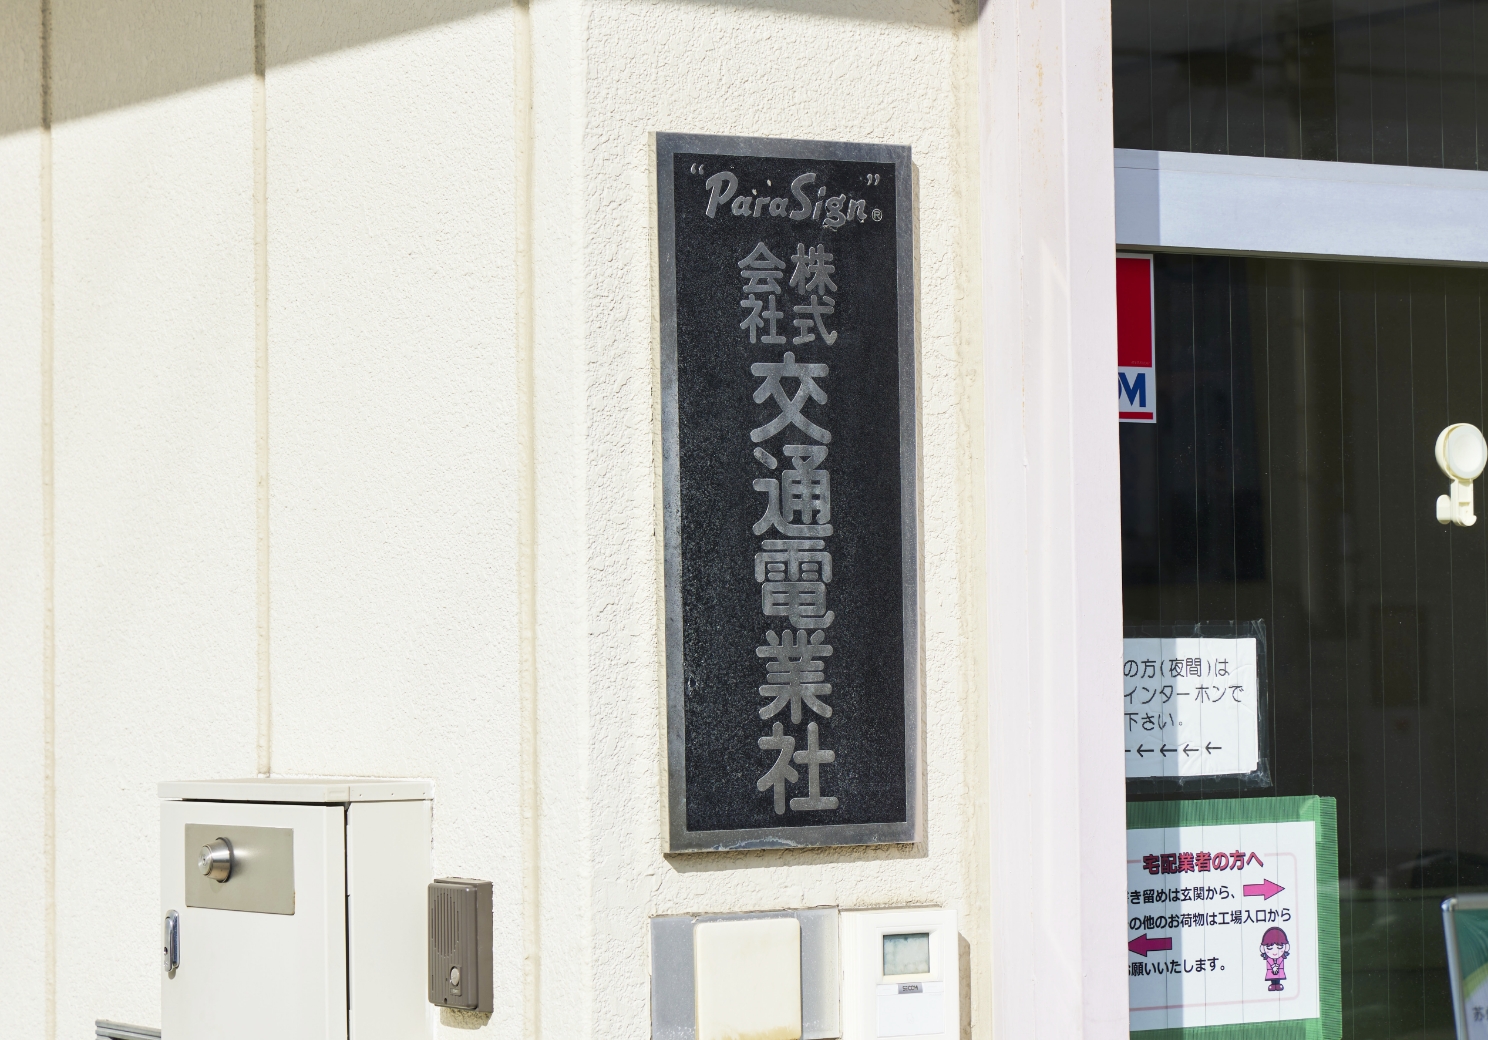 "ParaSign"®
株式
会社
交通電業社
の方(夜間)は
インターホンで
下さい。
←←←←
宅配業者の方へ
き留めは玄関から、
の他のお荷物は工場入口から
お願いいたします。
SECOM